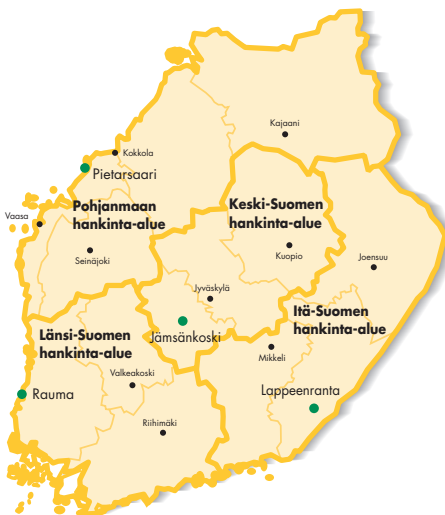 Kajaani
Kokkola
Pietarsaari
Pohjanmaan
hankinta-alue
Keski-Suomen
hankinta-alue
Vaasa
Seinäjoki
Kuopio
Joensuu
Jyväskylä
Itä-Suomen
hankinta-alue
Länsi-Suomen
hankinta-alue
Jämsänkoski
Mikkeli
Valkeakoski
Rauma
Lappeenranta
Riihimäki